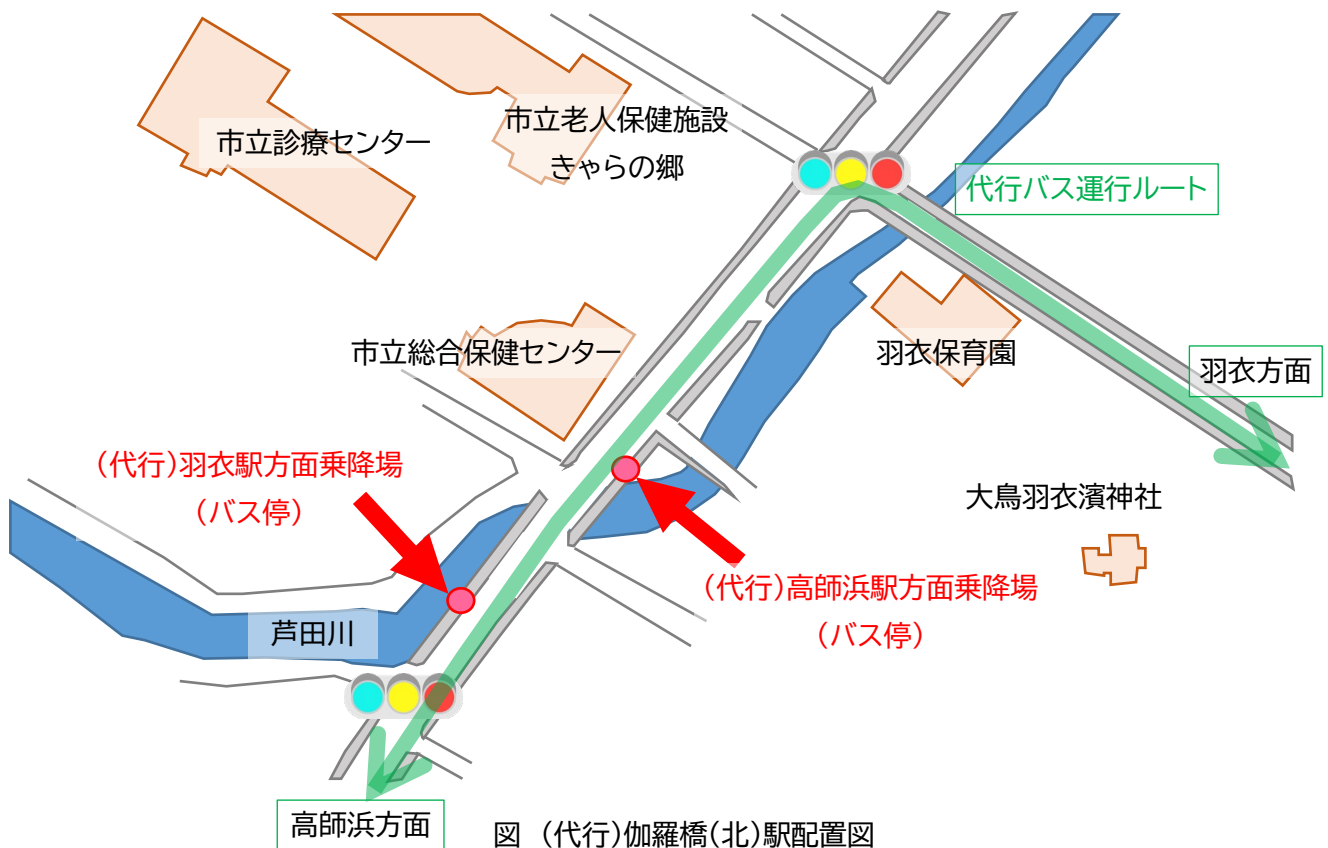 市立老人保健施設
きゃらの郷
市立診療センター
代行バス運行ルート
市立総合保健センター
羽衣保育園
羽衣方面
(代行)羽衣駅方面乗降場
(バス停)
大鳥羽衣濱神社
(代行)高師浜駅方面乗降場
(バス停)
芦田川
高師浜方面
図 (代行)伽羅橋(北)駅配置図